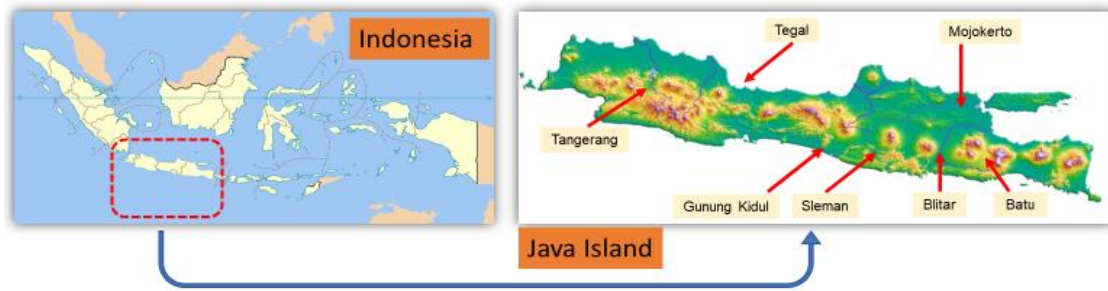 Indonesia
Java Island
Tegal
Mojokerto
Tangerang
Gunung Kidul
Sleman
Blitar
Batu